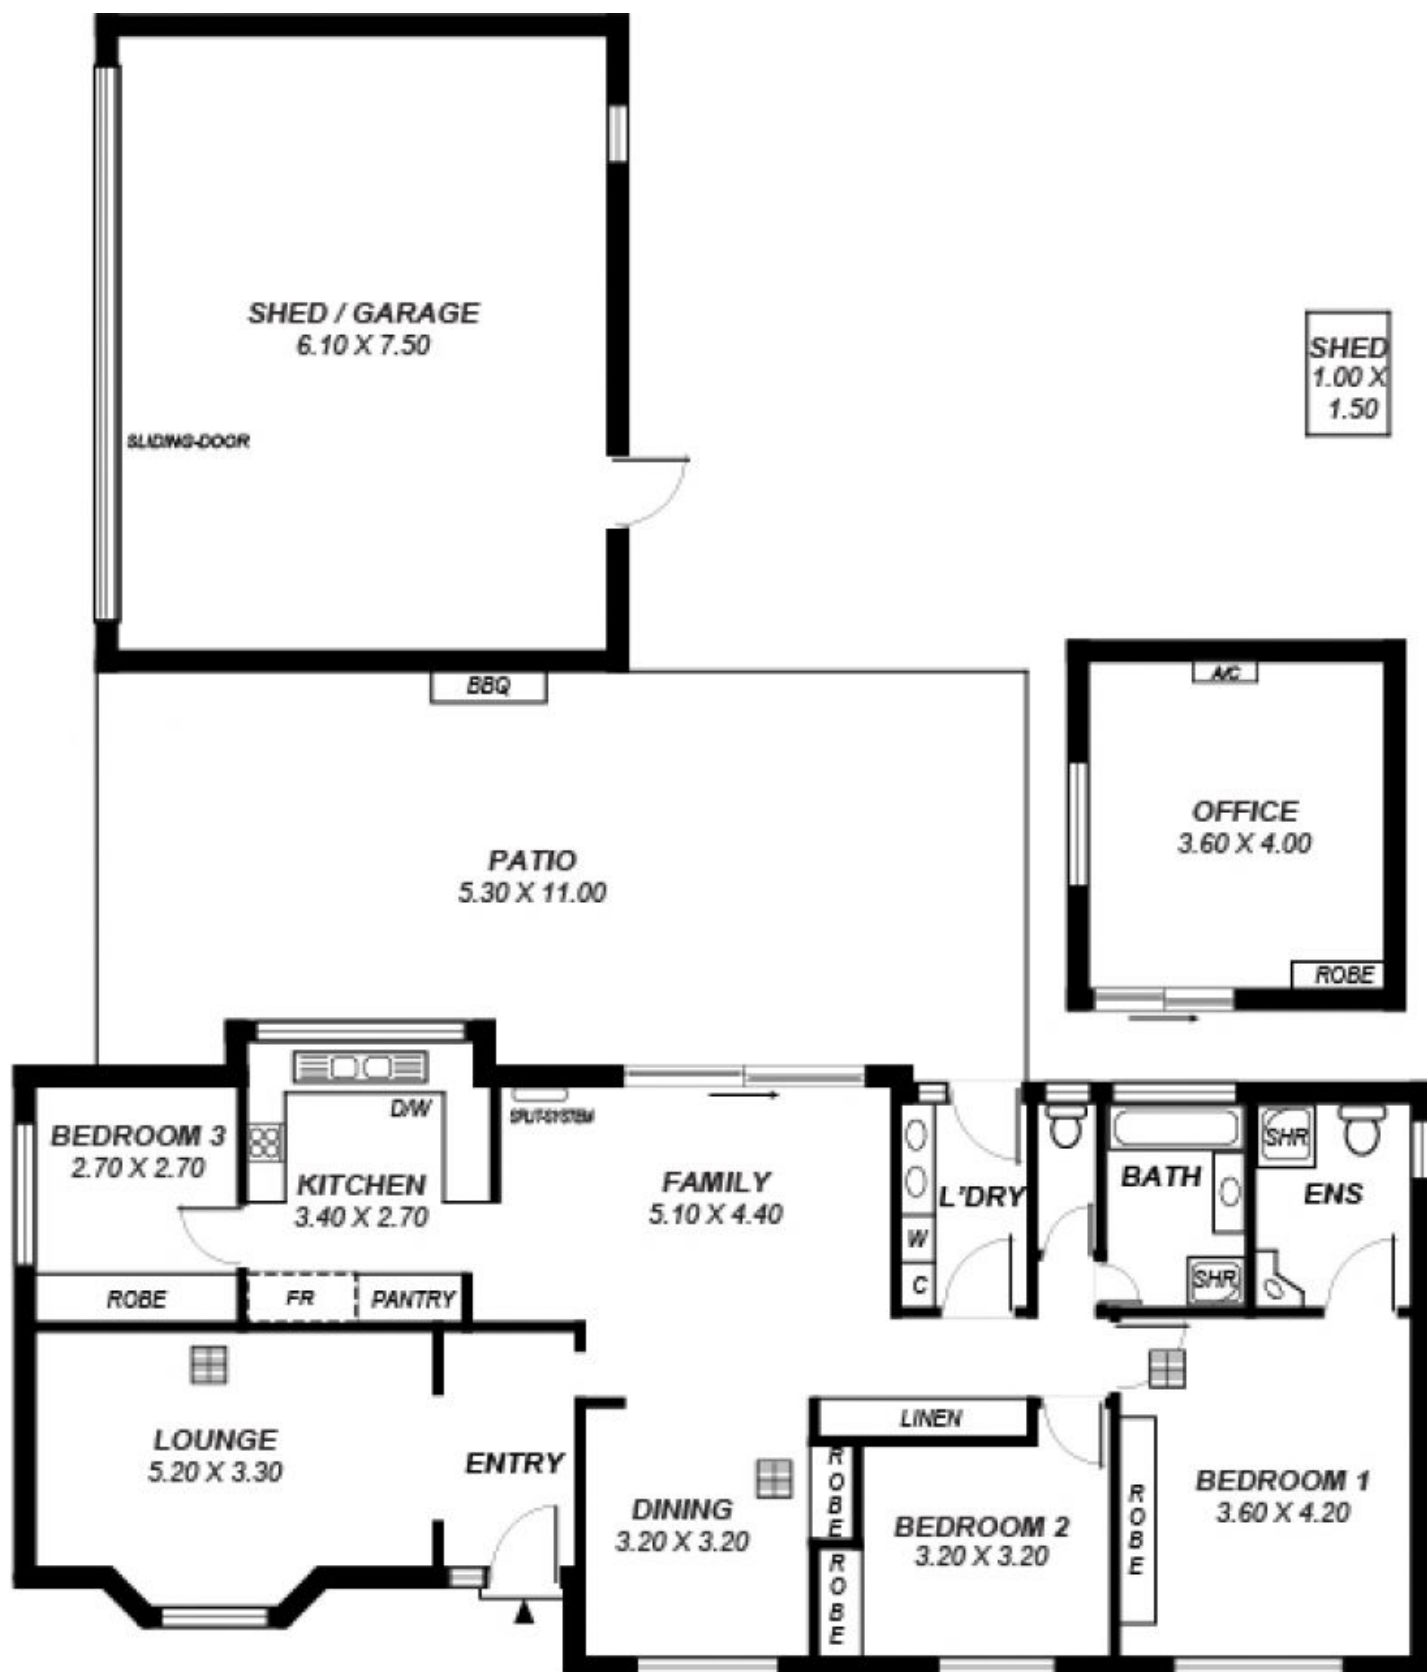 SHED / GARAGE
6.10 X 7.50
SLIDING-DOOR
SHED
1.00 X
1.50
BBQ
A/C
OFFICE
3.60 X 4.00
ROBE
PATIO
5.30 X 11.00
D/W
SPLIT-SYSTEM
BEDROOM 3
2.70 X 2.70
KITCHEN
3.40 X 2.70
FAMILY
5.10 X 4.40
L'DRY
W
C
BATH
SHR
SHR
ENS
ROBE
FR
PANTRY
LOUNGE
5.20 X 3.30
ENTRY
LINEN
DINING
3.20 X 3.20
ROBE
ROBE
BEDROOM 2
3.20 X 3.20
ROBE
BEDROOM 1
3.60 X 4.20